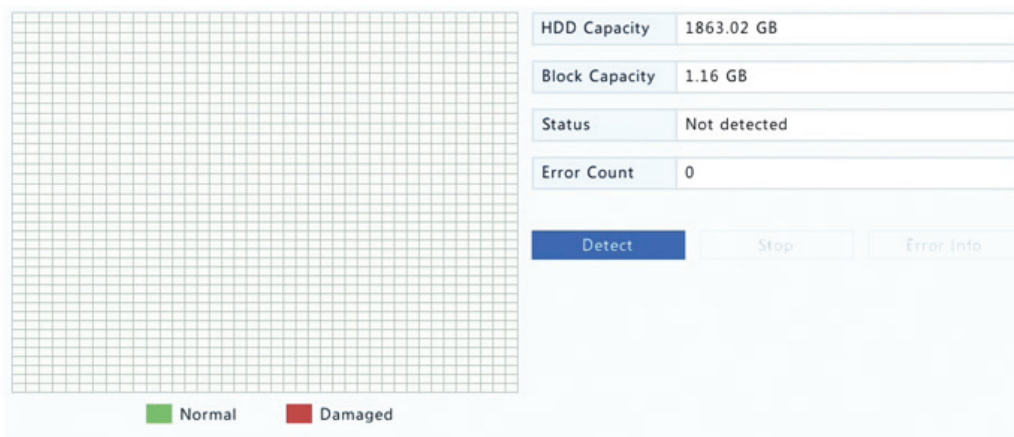 HDD Capacity 1863.02 GB
Block Capacity 1.16 GB
Status Not detected
Error Count 0
Detect Stop Error Info
Normal Damaged